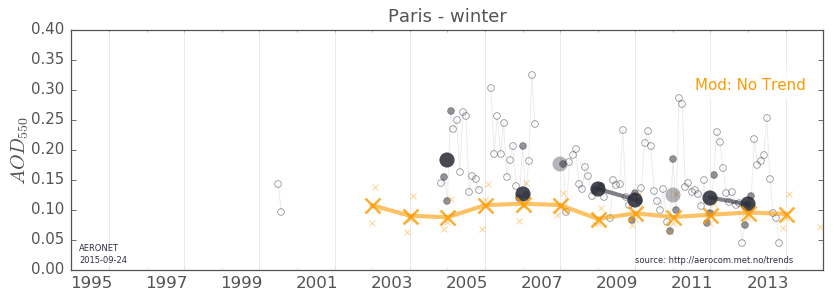 Paris - winter
0.40
0.35
0.30
0.25
0.20
0.15
0.10
0.05
0.00
AOD550
Mod: No Trend
AERONET
2015-09-24
source: http://aerocom.met.no/trends
1995 1997 1999 2001 2003 2005 2007 2009 2011 2013